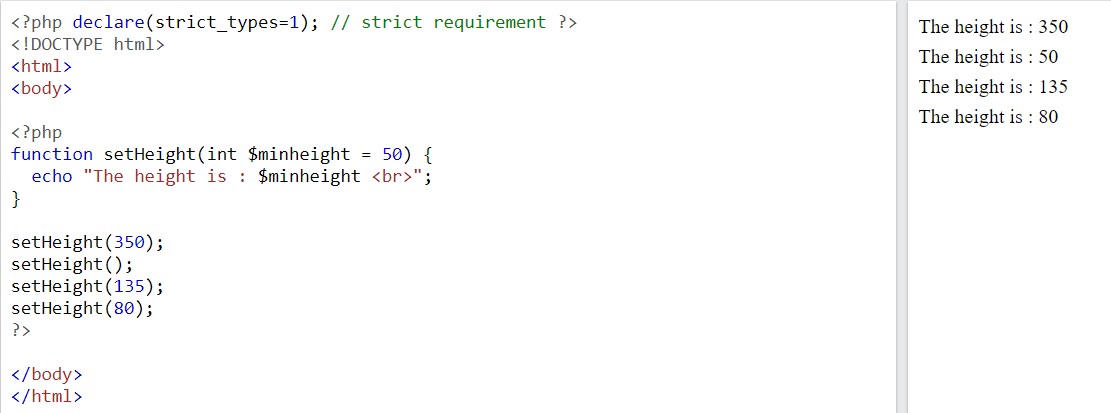 <?php declare(strict_types=1); // strict requirement ?>
<!DOCTYPE html>
<html>
<body>

<?php
function setHeight(int $minheight = 50) {
  echo "The height is : $minheight <br>";
}

setHeight(350);
setHeight();
setHeight(135);
setHeight(80);
?>

</body>
</html>

The height is : 350
The height is : 50
The height is : 135
The height is : 80